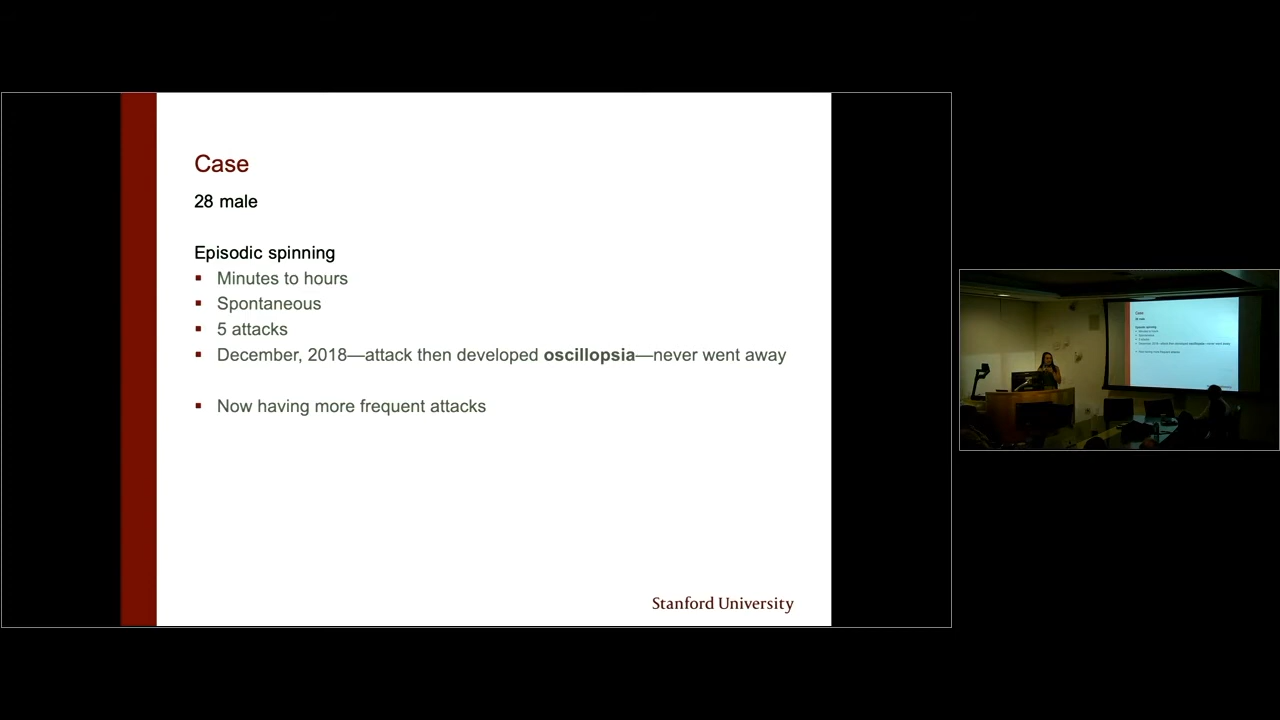 Case
28 male
Episodic spinning
Minutes to hours
Spontaneous
5 attacks
December, 2018—attack then developed oscillopsia—never went away
Now having more frequent attacks
Stanford University
Case